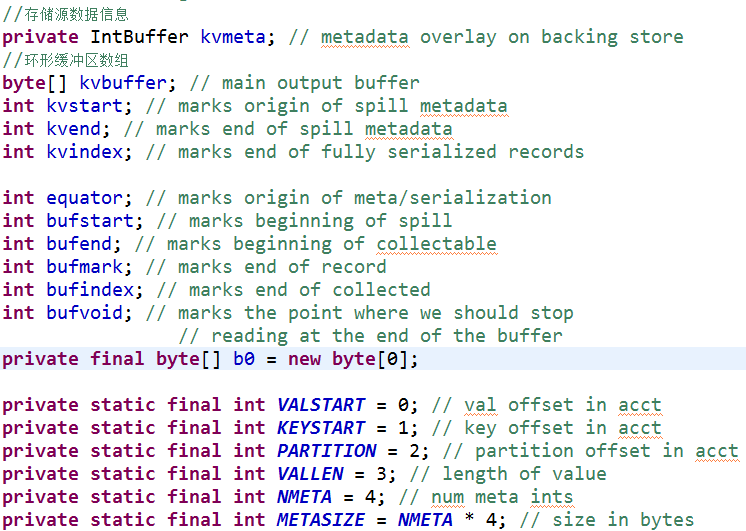 //存储源数据信息
private IntBuffer kvmeta; // metadata overlay on backing store
//环形缓冲区数组
byte[] kvbuffer; // main output buffer
int kvstart; // marks origin of spill metadata
int kvend; // marks end of spill metadata
int kvindex; // marks end of fully serialized records
int equator; // marks origin of meta/serialization
int bufstart; // marks beginning of spill
int bufend; // marks beginning of collectable
int bufmark; // marks end of record
int bufindex; // marks end of collected
int bufvoid; // marks the point where we should stop
// reading at the end of the buffer
private final byte[] b0 = new byte[0];
private static final int VALSTART = 0; // val offset in acct
private static final int KEYSTART = 1; // key offset in acct
private static final int PARTITION = 2; // partition offset in acct
private static final int VALLEN = 3; // length of value
private static final int NMETA = 4; // num meta ints
private static final int METASIZE = NMETA * 4; // size in bytes